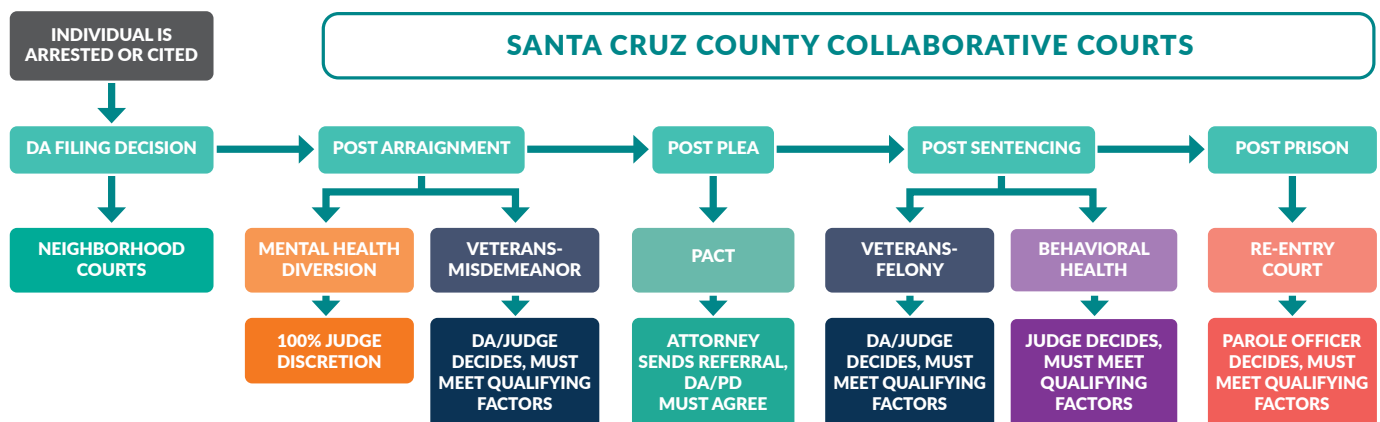 INDIVIDUAL IS
ARRESTED OR CITED
SANTA CRUZ COUNTY COLLABORATIVE COURTS
DA FILING DECISION
POST ARRAIGNMENT
POST PLEA
POST SENTENCING
POST PRISON
NEIGHBORHOOD
COURTS
MENTAL HEALTH
DIVERSION
VETERANS-
MISDEMEANOR
PACT
VETERANS-
FELONY
BEHAVIORAL
HEALTH
RE-ENTRY
COURT
100% JUDGE
DISCRETION
DA/JUDGE
DECIDES, MUST
MEET QUALIFYING
FACTORS
ATTORNEY
SENDS REFERRAL,
DA/PD
MUST AGREE
DA/JUDGE
DECIDES, MUST
MEET QUALIFYING
FACTORS
JUDGE DECIDES,
MUST MEET
QUALIFYING
FACTORS
PAROLE OFFICER
DECIDES, MUST
MEET QUALIFYING
FACTORS